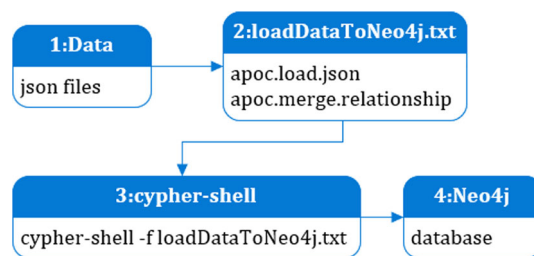 1:Data
json files
2:loadDataToNeo4j.txt
apoc.load.json
apoc.merge.relationship
3:cypher-shell
cypher-shell -f loadDataToNeo4j.txt
4:Neo4j
database